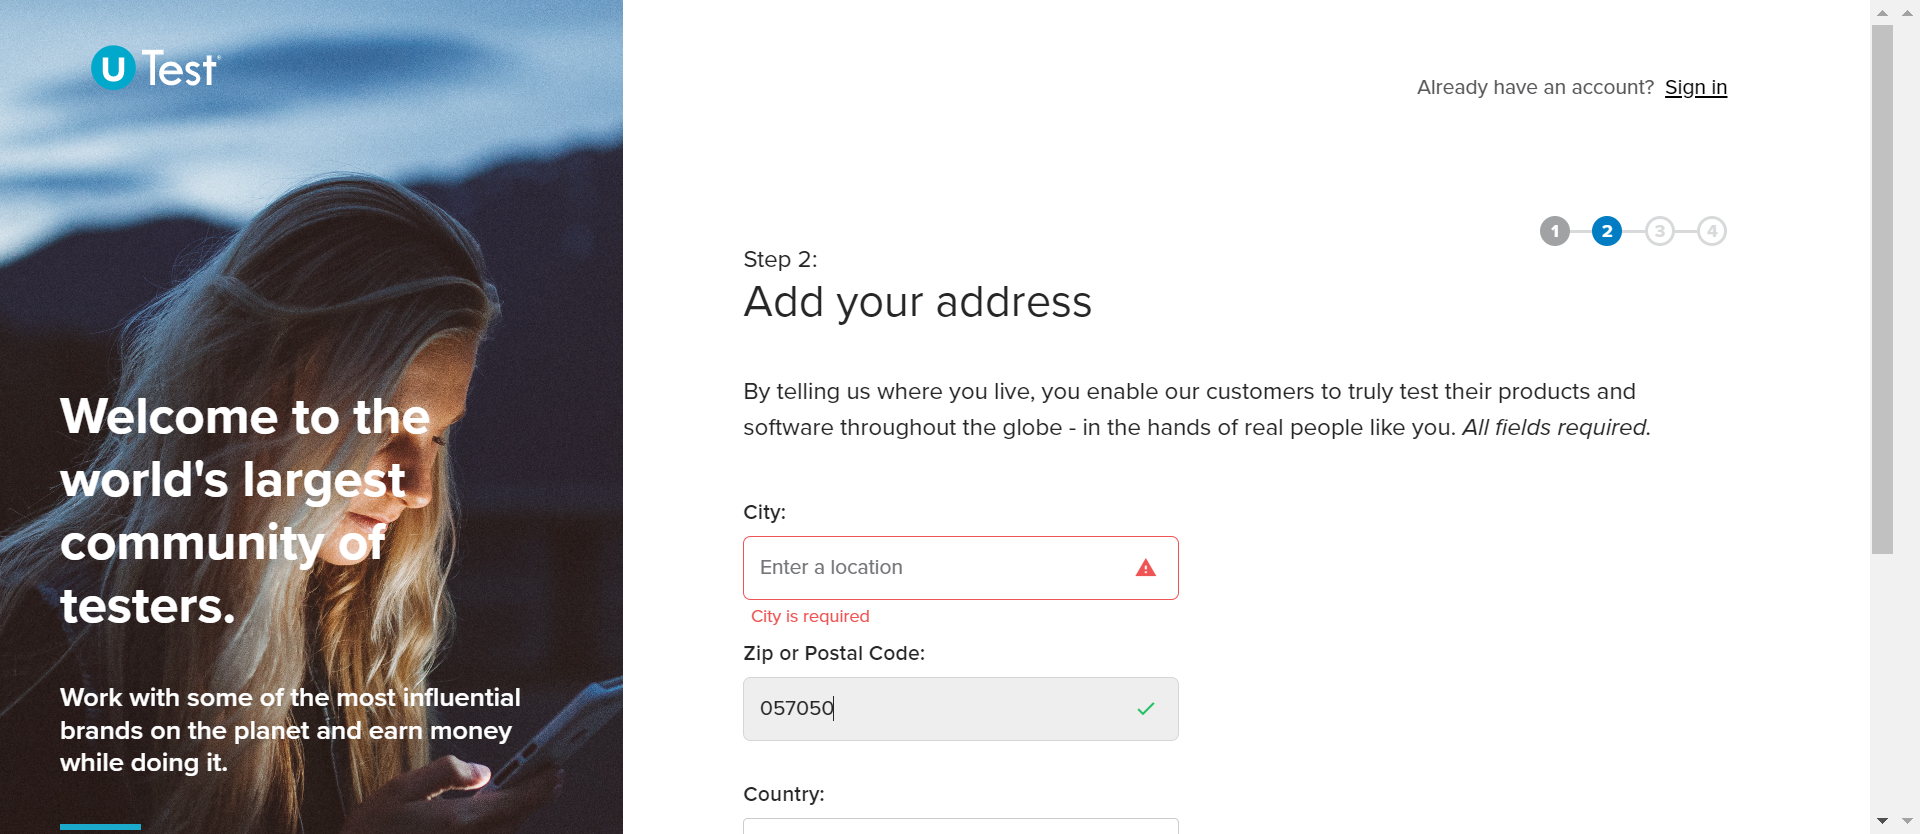 u Test
Already have an account? Sign in
1 2 3 4
Step 2:
Add your address
By telling us where you live, you enable our customers to truly test their products and
software throughout the globe - in the hands of real people like you. All fields required.
City:
Enter a location
City is required
Zip or Postal Code:
057050
Country:
Welcome to the
world's largest
community of
testers.
Work with some of the most influential
brands on the planet and earn money
while doing it.